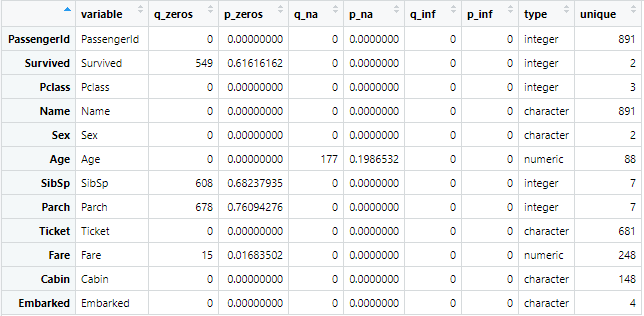 variable q_zeros p_zeros q_na p_na q_inf p_inf type unique
PassengerId PassengerId 0 0.00000000 0 0.0000000 0 0 integer 891
Survived Survived 549 0.61616162 0 0.0000000 0 0 integer 2
Pclass Pclass 0 0.00000000 0 0.0000000 0 0 integer 3
Name Name 0 0.00000000 0 0.0000000 0 0 character 891
Sex Sex 0 0.00000000 0 0.0000000 0 0 character 2
Age Age 0 0.00000000 177 0.1986532 0 0 numeric 88
SibSp SibSp 608 0.68237935 0 0.0000000 0 0 integer 7
Parch Parch 678 0.76094276 0 0.0000000 0 0 integer 7
Ticket Ticket 0 0.00000000 0 0.0000000 0 0 character 681
Fare Fare 15 0.01683502 0 0.0000000 0 0 numeric 248
Cabin Cabin 0 0.00000000 0 0.0000000 0 0 character 148
Embarked Embarked 0 0.00000000 0 0.0000000 0 0 character 4